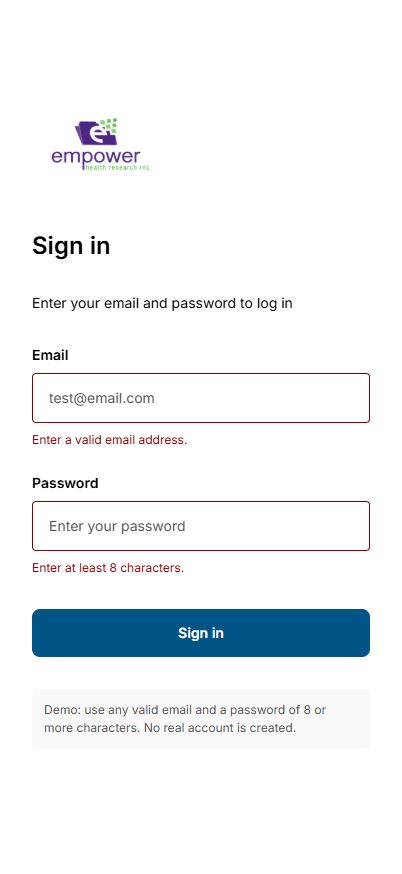 e
empower
health research inc.
Sign in
Enter your email and password to log in
Email
test@email.com
Enter a valid email address.
Password
Enter your password
Enter at least 8 characters.
Sign in
Demo: use any valid email and a password of 8 or
more characters. No real account is created.